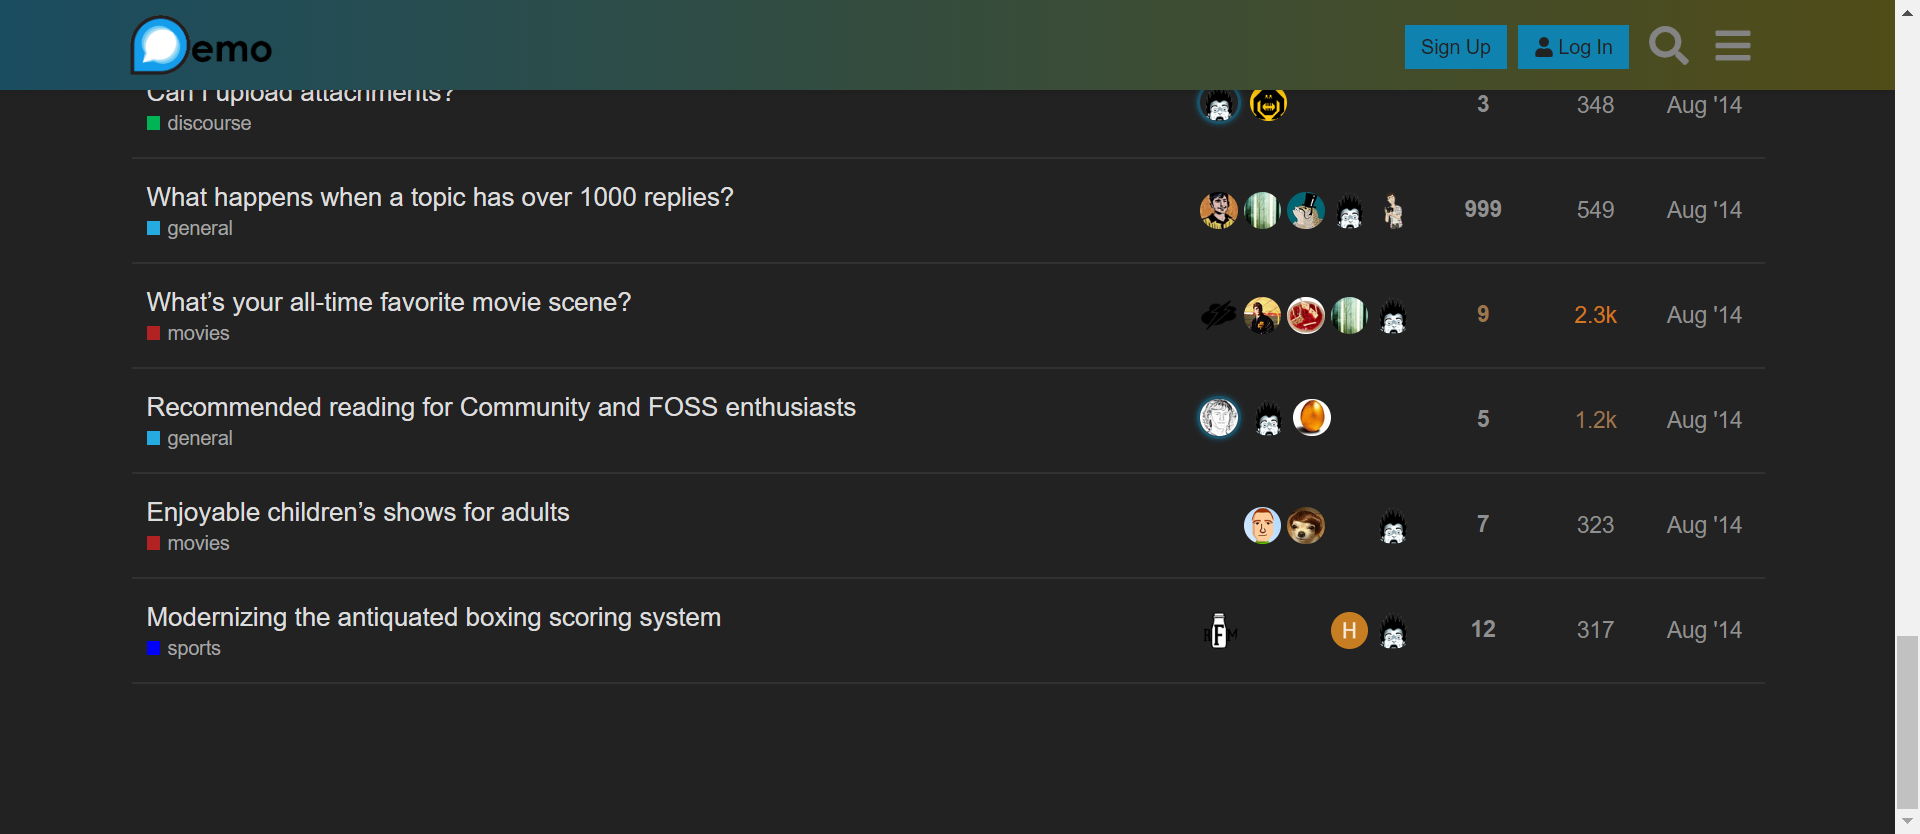 emo
Sign Up
Log In
Can I upload attachments?
discourse
3 348 Aug '14
What happens when a topic has over 1000 replies?
general
999 549 Aug '14
What’s your all-time favorite movie scene?
movies
9 2.3k Aug '14
Recommended reading for Community and FOSS enthusiasts
general
5 1.2k Aug '14
Enjoyable children’s shows for adults
movies
7 323 Aug '14
Modernizing the antiquated boxing scoring system
sports
F
H
12 317 Aug '14